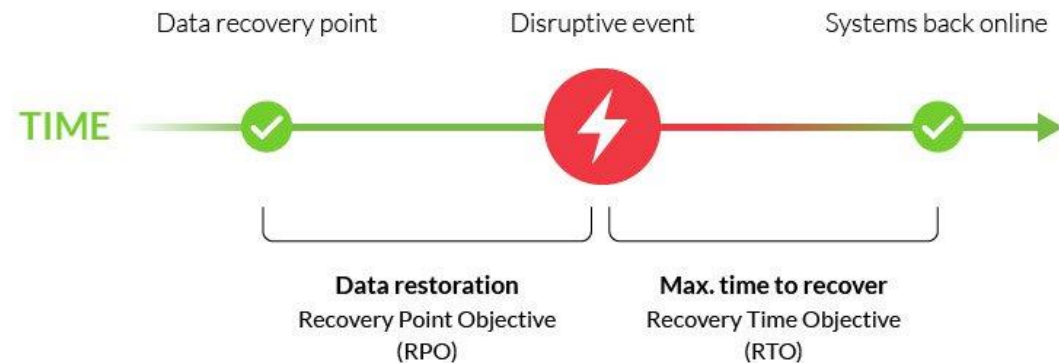 Data recovery point
Disruptive event
Systems back online
TIME
Data restoration
Recovery Point Objective
(RPO)
Max. time to recover
Recovery Time Objective
(RTO)